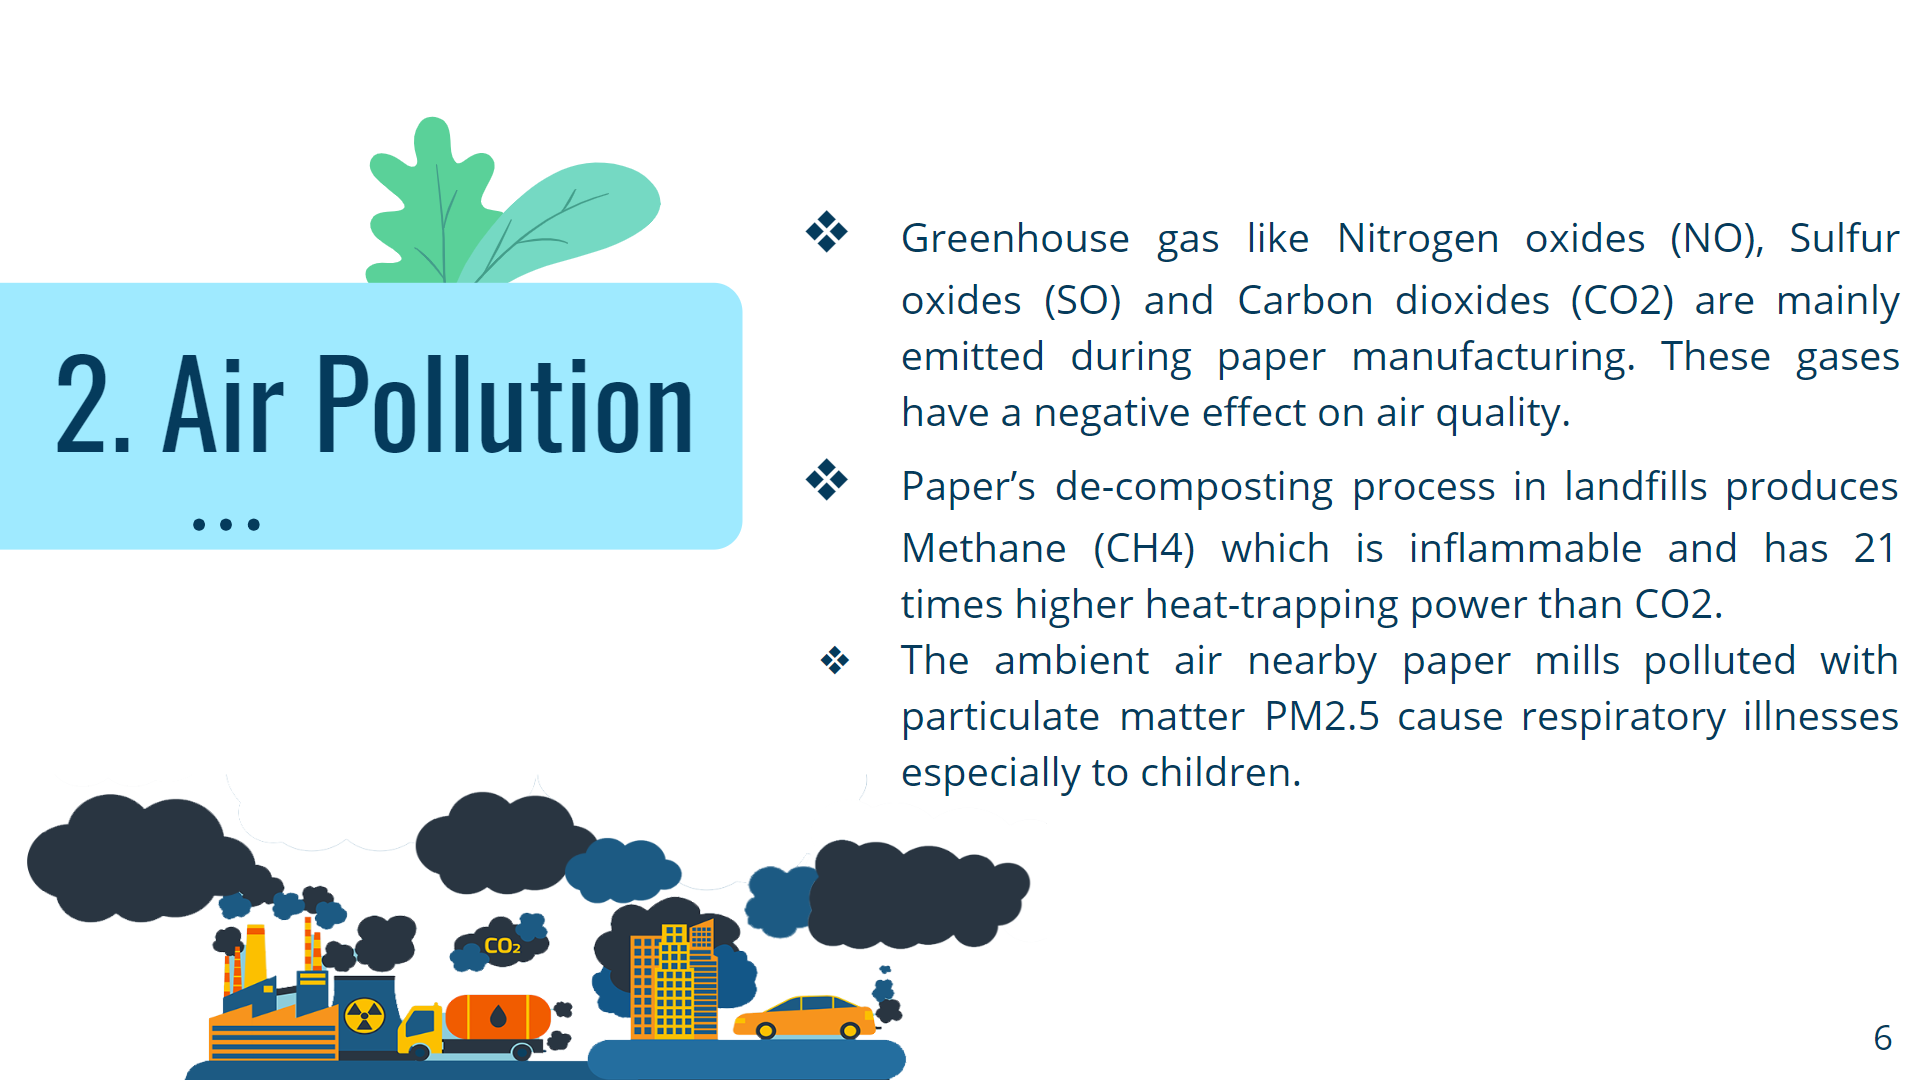 2. Air Pollution
...
❖ Greenhouse gas like Nitrogen oxides (NO), Sulfur
oxides (SO) and Carbon dioxides (CO2) are mainly
emitted during paper manufacturing. These gases
have a negative effect on air quality.
❖ Paper’s de-composting process in landfills produces
Methane (CH4) which is inflammable and has 21
times higher heat-trapping power than CO2.
❖ The ambient air nearby paper mills polluted with
particulate matter PM2.5 cause respiratory illnesses
especially to children.
CO₂
6